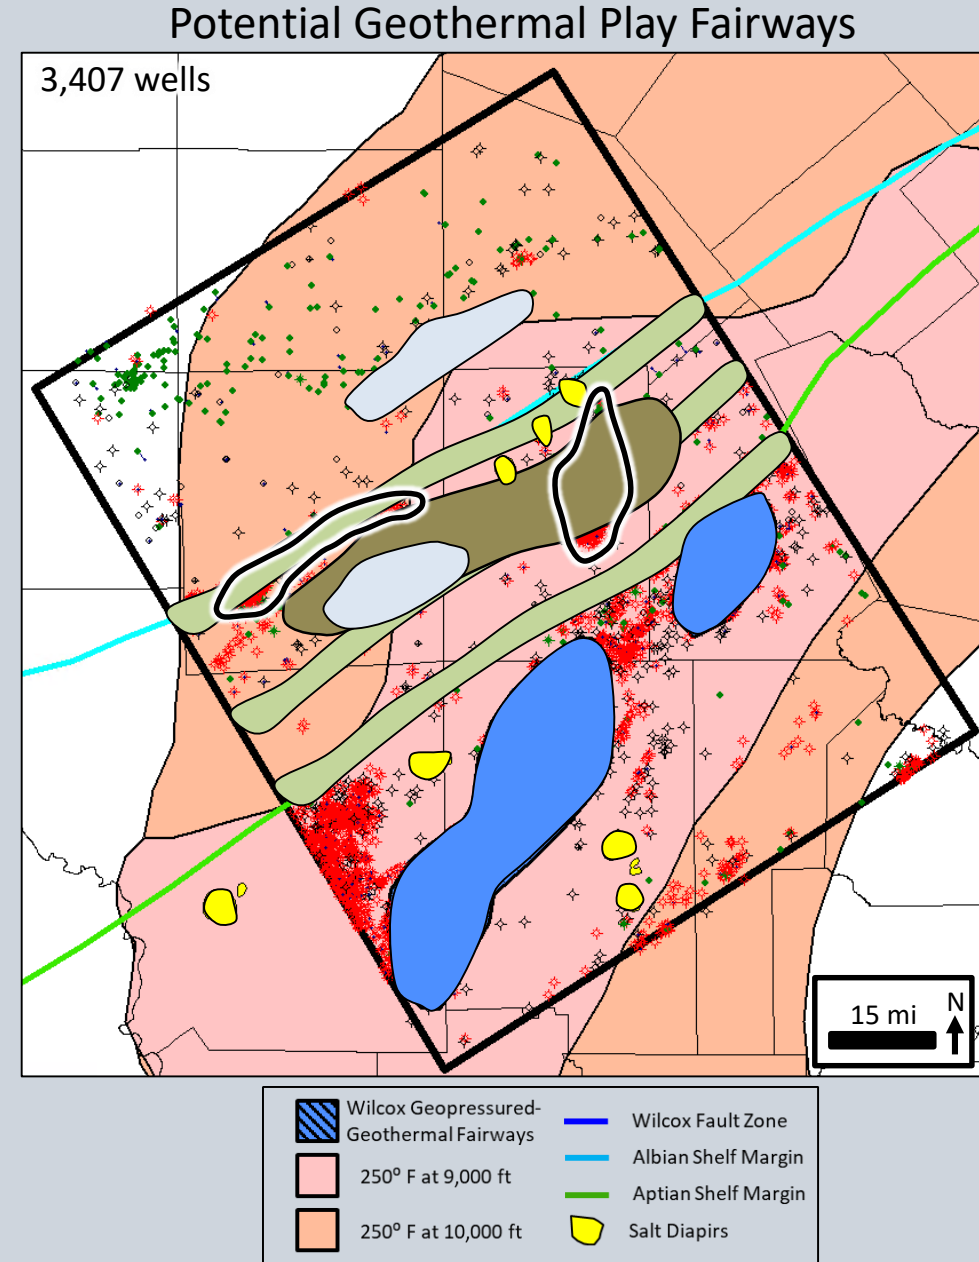 Potential Geothermal Play Fairways
3,407 wells
15 mi
N
Wilcox Geopressured-
Geothermal Fairways
250° F at 9,000 ft
250° F at 10,000 ft
Wilcox Fault Zone
Albian Shelf Margin
Aptian Shelf Margin
Salt Diapirs